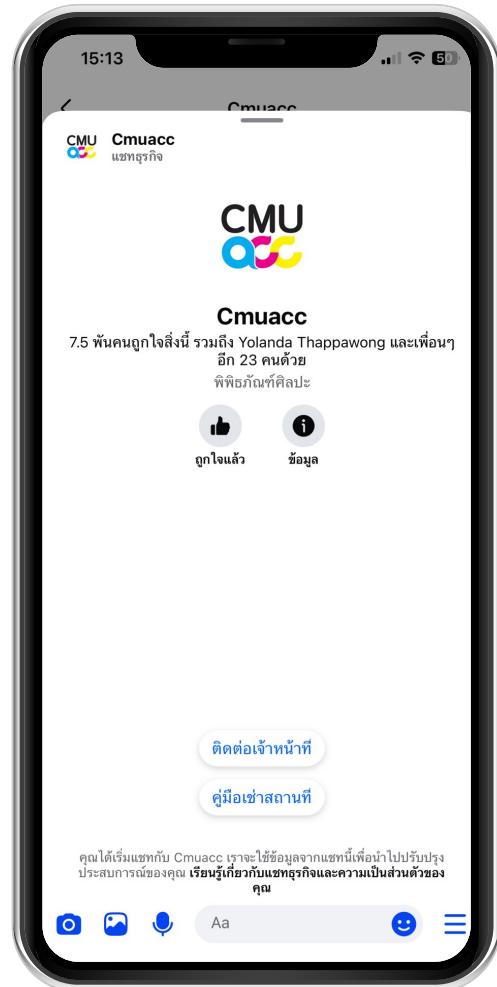 15:13
50
Cmuacc
CMU
acc
Cmuacc
แชทธุรกิจ
CMU
acc
Cmuacc
7.5 พันคนถูกใจสิ่งนี้ รวมถึง Yolanda Thappawong และเพื่อนๆ
อีก 23 คนด้วย
พิพิธภัณฑ์ศิลปะ
ถูกใจแล้ว
ข้อมูล
ติดต่อเจ้าหน้าที่
คู่มือเช่าสถานที่
คุณได้เริ่มแชทกับ Cmuacc เราจะใช้ข้อมูลจากแชทนี้เพื่อนำไปปรับปรุง
ประสบการณ์ของคุณ เรียนรู้เกี่ยวกับแชทธุรกิจและความเป็นส่วนตัวของ
คุณ
Aa